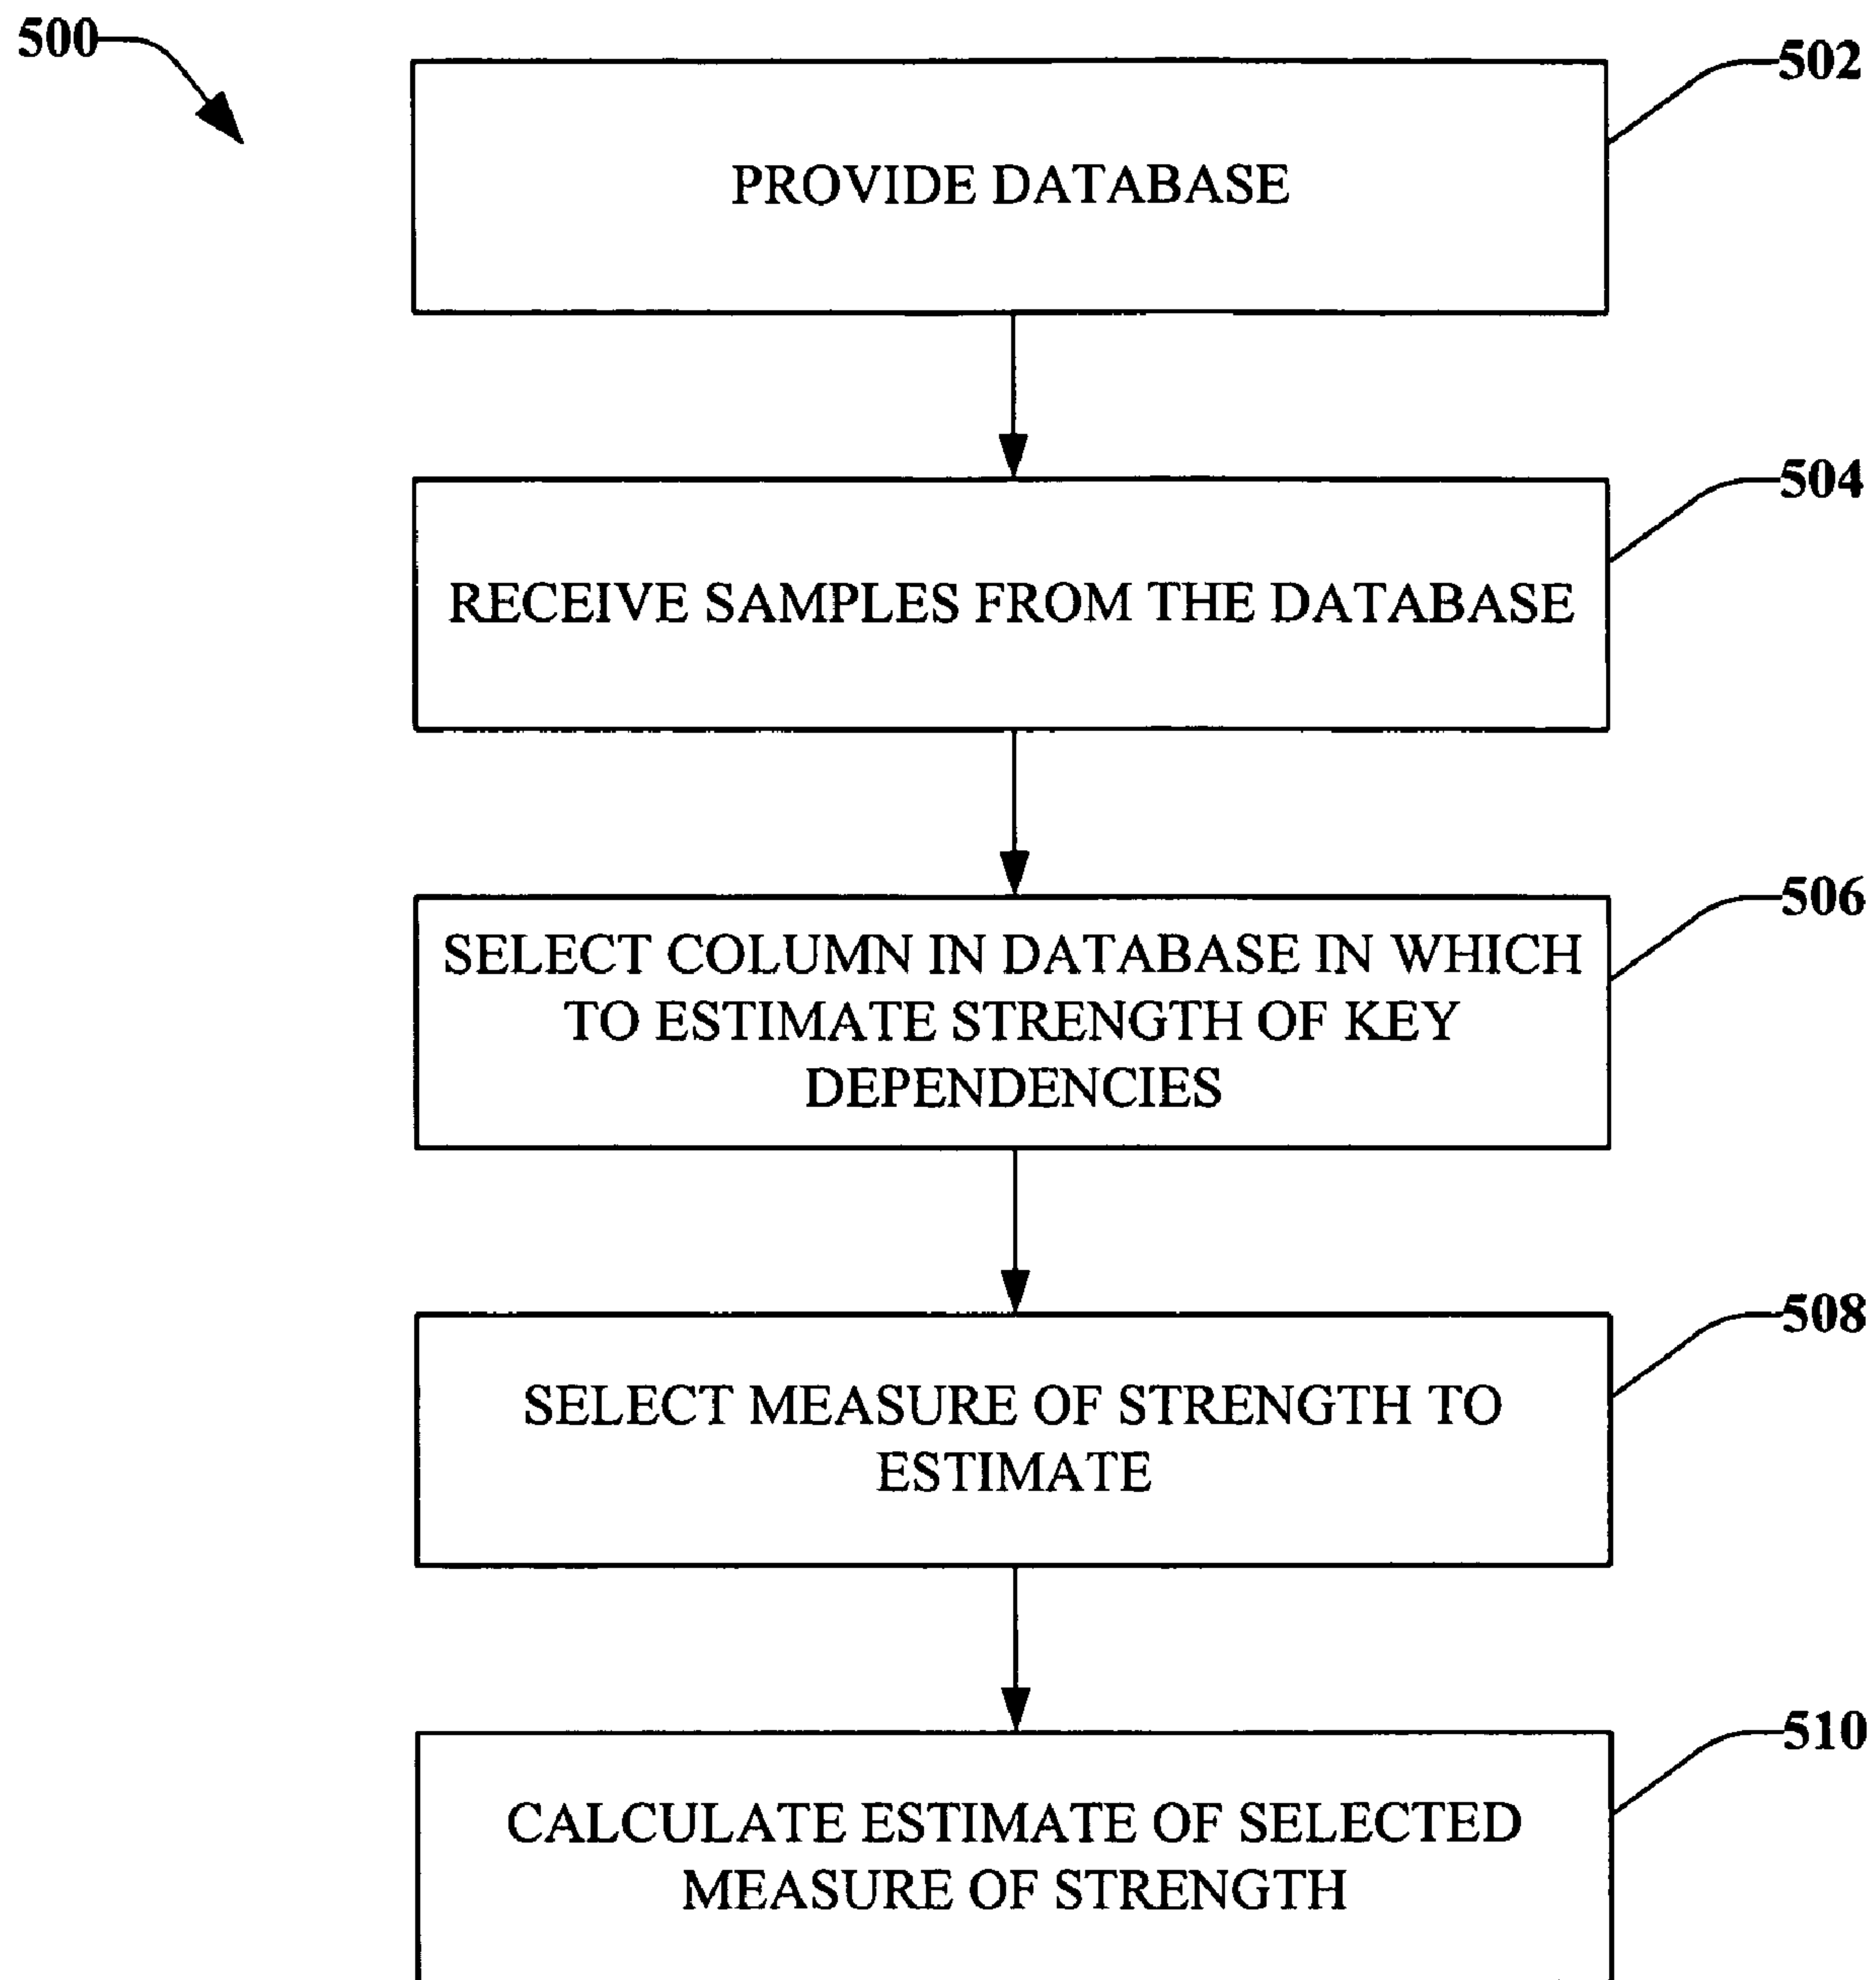 500
502
PROVIDE DATABASE
504
RECEIVE SAMPLES FROM THE DATABASE
506
SELECT COLUMN IN DATABASE IN WHICH
TO ESTIMATE STRENGTH OF KEY
DEPENDENCIES
508
SELECT MEASURE OF STRENGTH TO
ESTIMATE
510
CALCULATE ESTIMATE OF SELECTED
MEASURE OF STRENGTH